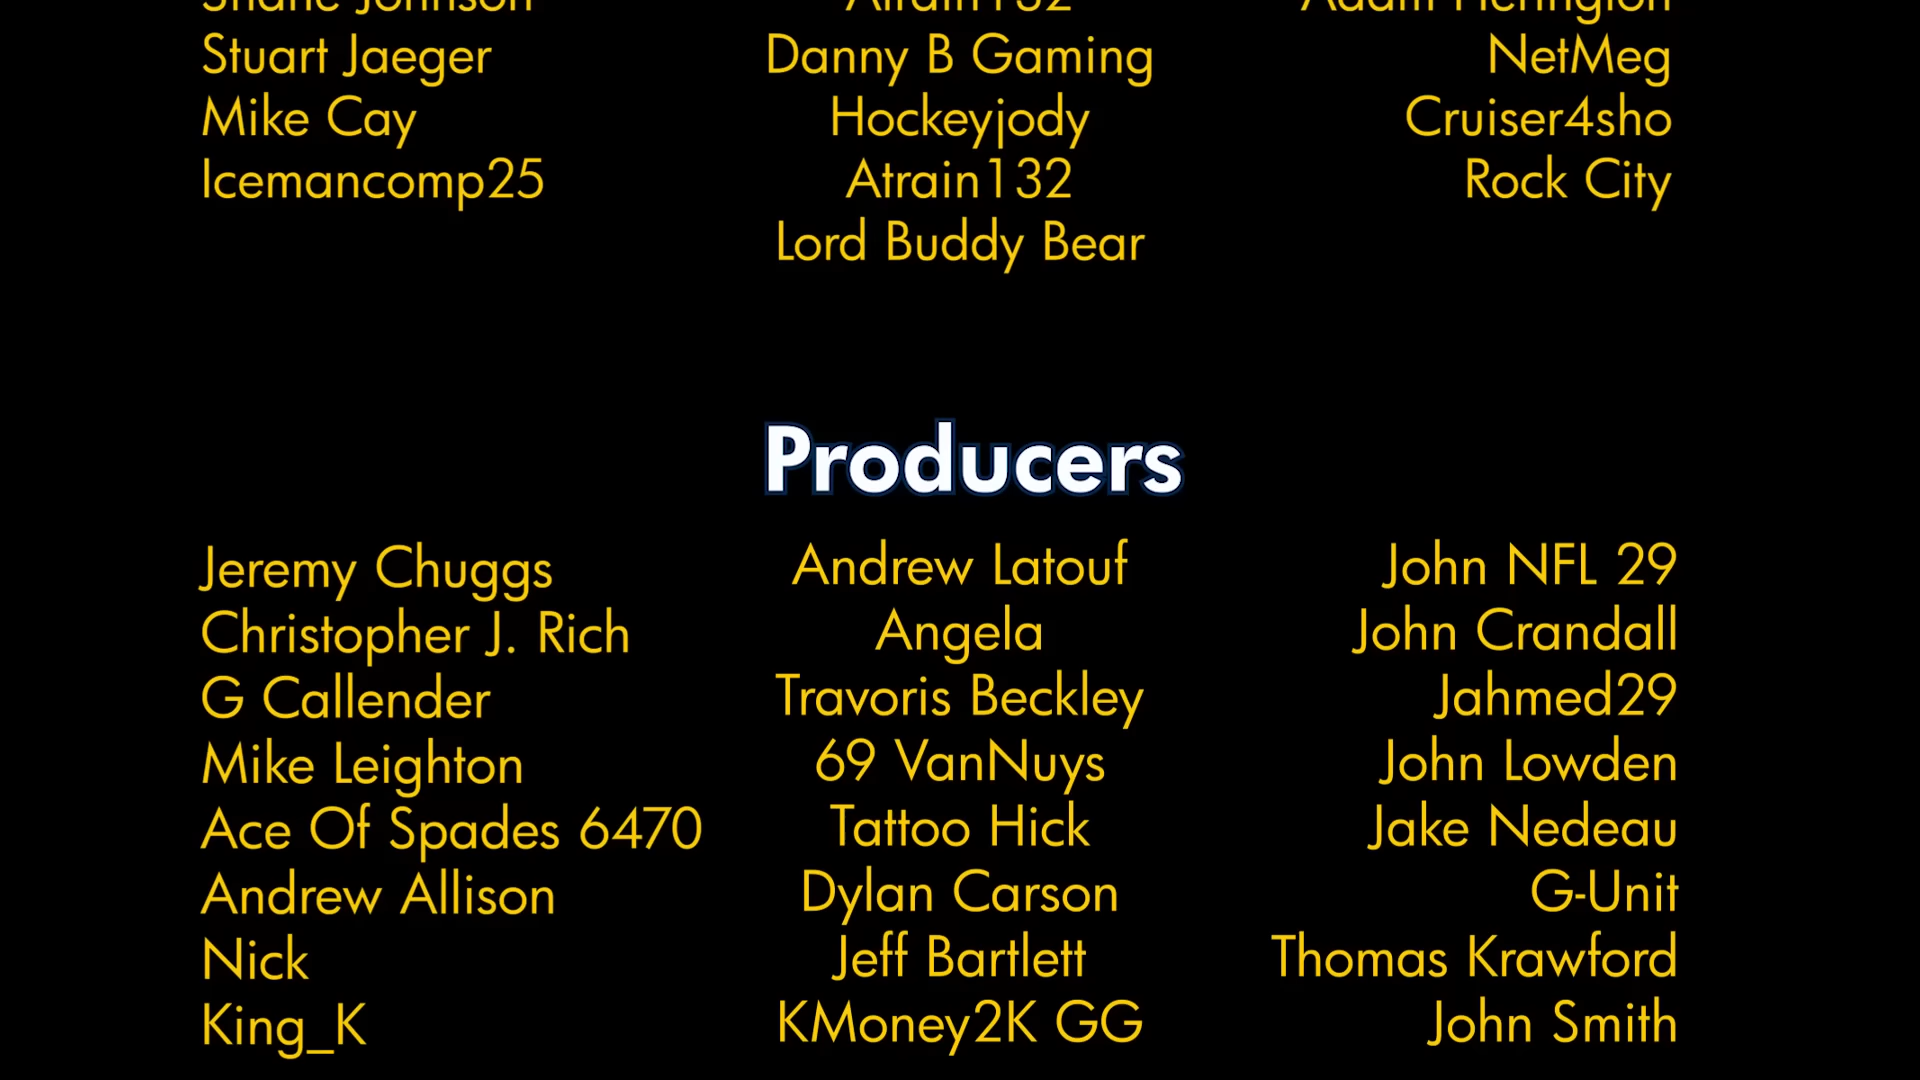 Stuart Jaeger
Mike Cay
Icemancomp25
Atrain132
Danny B Gaming
Hockeyjody
Atrain132
Lord Buddy Bear
NetMeg
Cruiser4sho
Rock City
Producers
Jeremy Chuggs
Christopher J. Rich
G Callender
Mike Leighton
Ace Of Spades 6470
Andrew Allison
Nick
King_K
Andrew Latouf
Angela
Travoris Beckley
69 VanNuys
Tattoo Hick
Dylan Carson
Jeff Bartlett
KMoney2K GG
John NFL 29
John Crandall
Jahmed29
John Lowden
Jake Nedeau
G-Unit
Thomas Krawford
John Smith